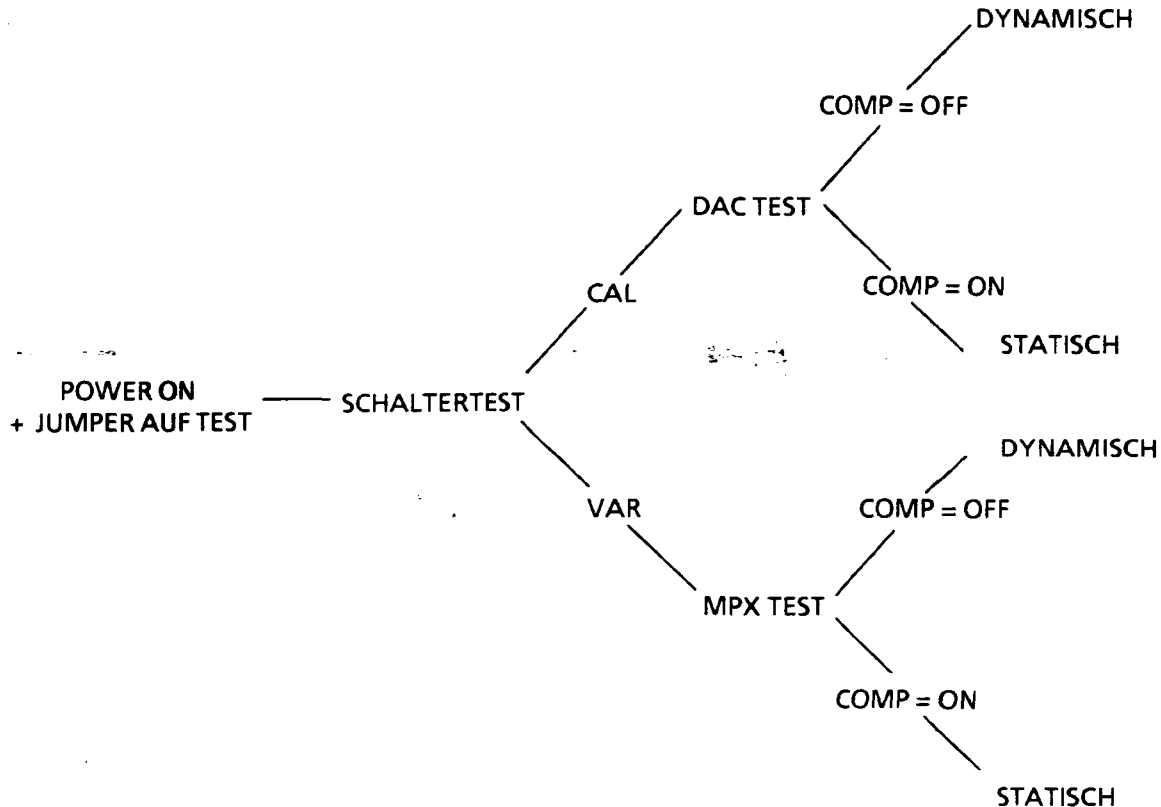 DYNAMISCH
COMP = OFF
DAC TEST
CAL
COMP = ON
STATISCH
POWER ON
+ JUMPER AUF TEST
SCHALTERTEST
DYNAMISCH
VAR
COMP = OFF
MPX TEST
COMP = ON
STATISCH